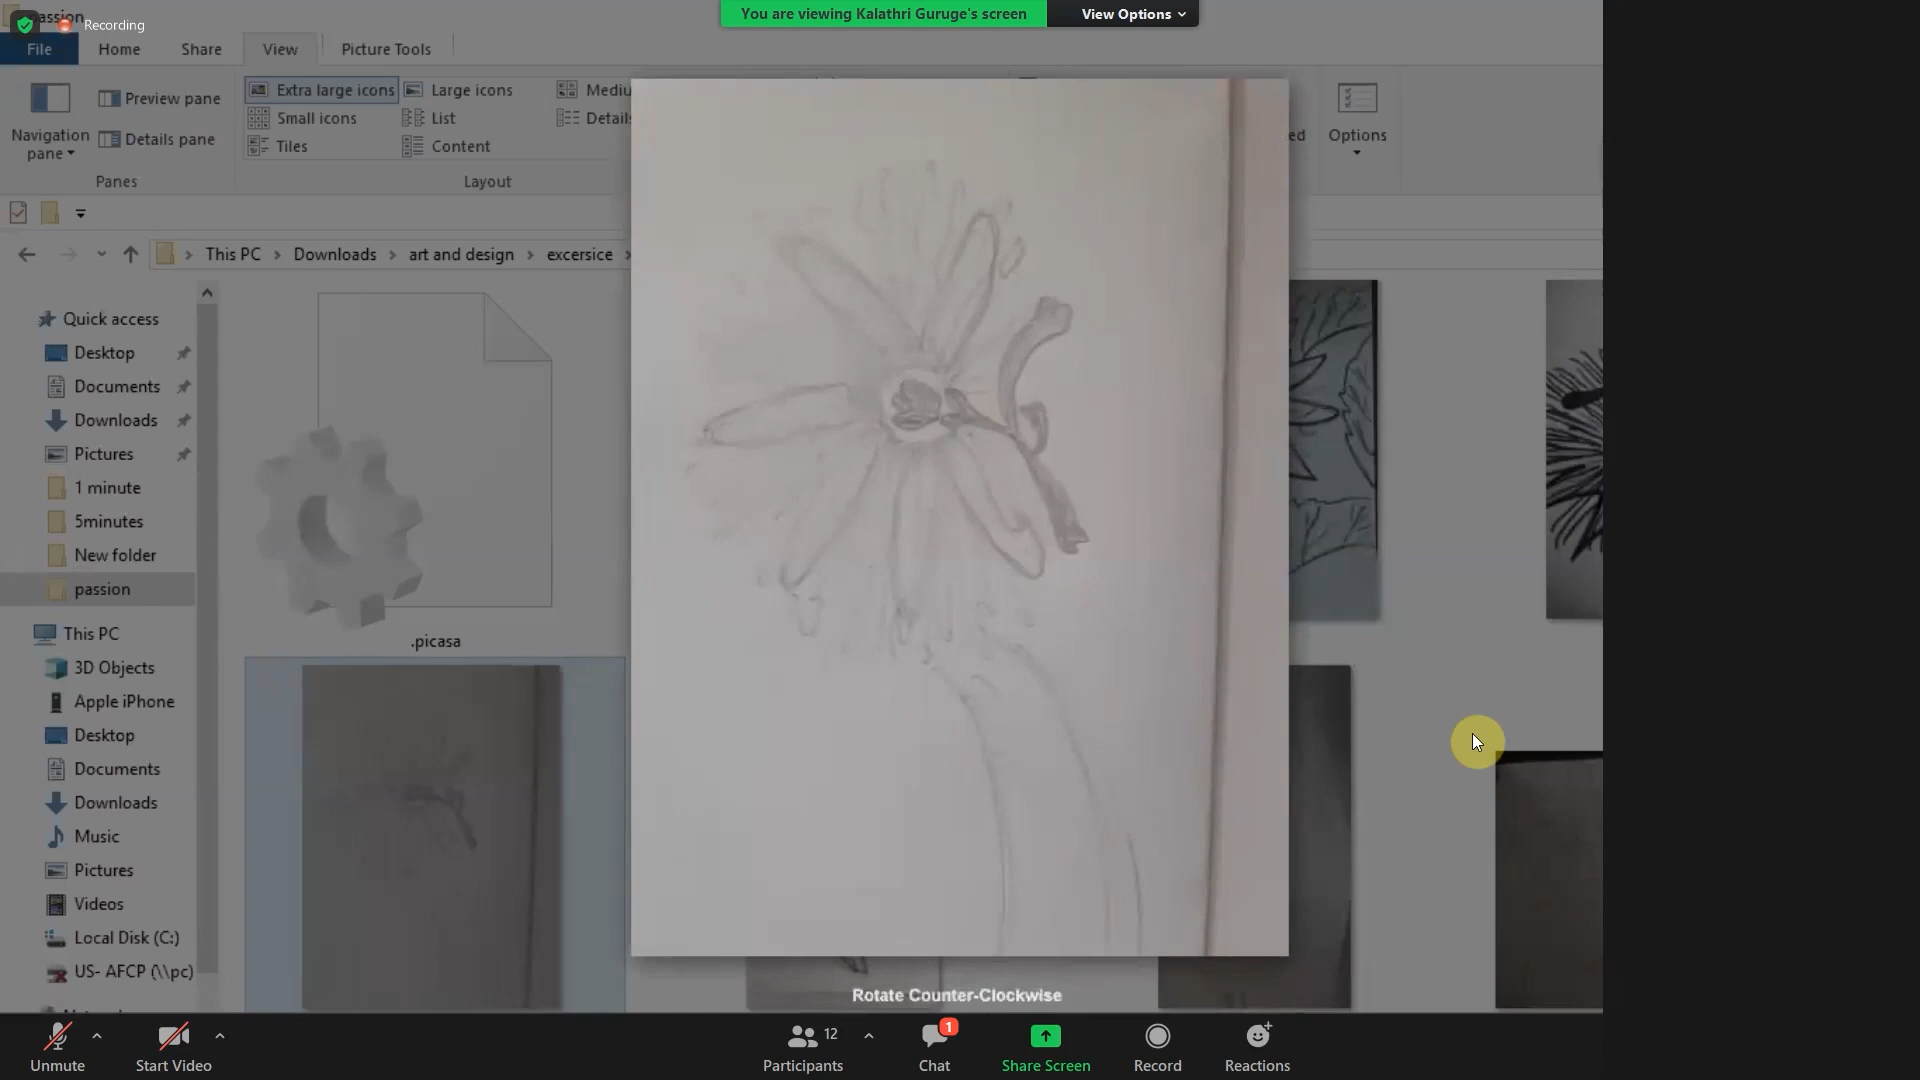 passion
Recording
You are viewing Kalathri Guruge's screen
View Options
File
Home
Share
View
Picture Tools
Extra large icons
Large icons
Small icons
List
Details
Tiles
Content
Preview pane
Details pane
Navigation
pane
Options
Panes
Layout
This PC
Downloads
art and design
excersice
Quick access
Desktop
Documents
Downloads
Pictures
1 minute
5minutes
New folder
passion
This PC
3D Objects
Apple iPhone
Desktop
Documents
Downloads
Music
Pictures
Videos
Local Disk (C:)
US- AFCP (\\pc)
.picasa
Rotate Counter-Clockwise
Unmute
Start Video
12
Participants
1
Chat
Share Screen
Record
Reactions